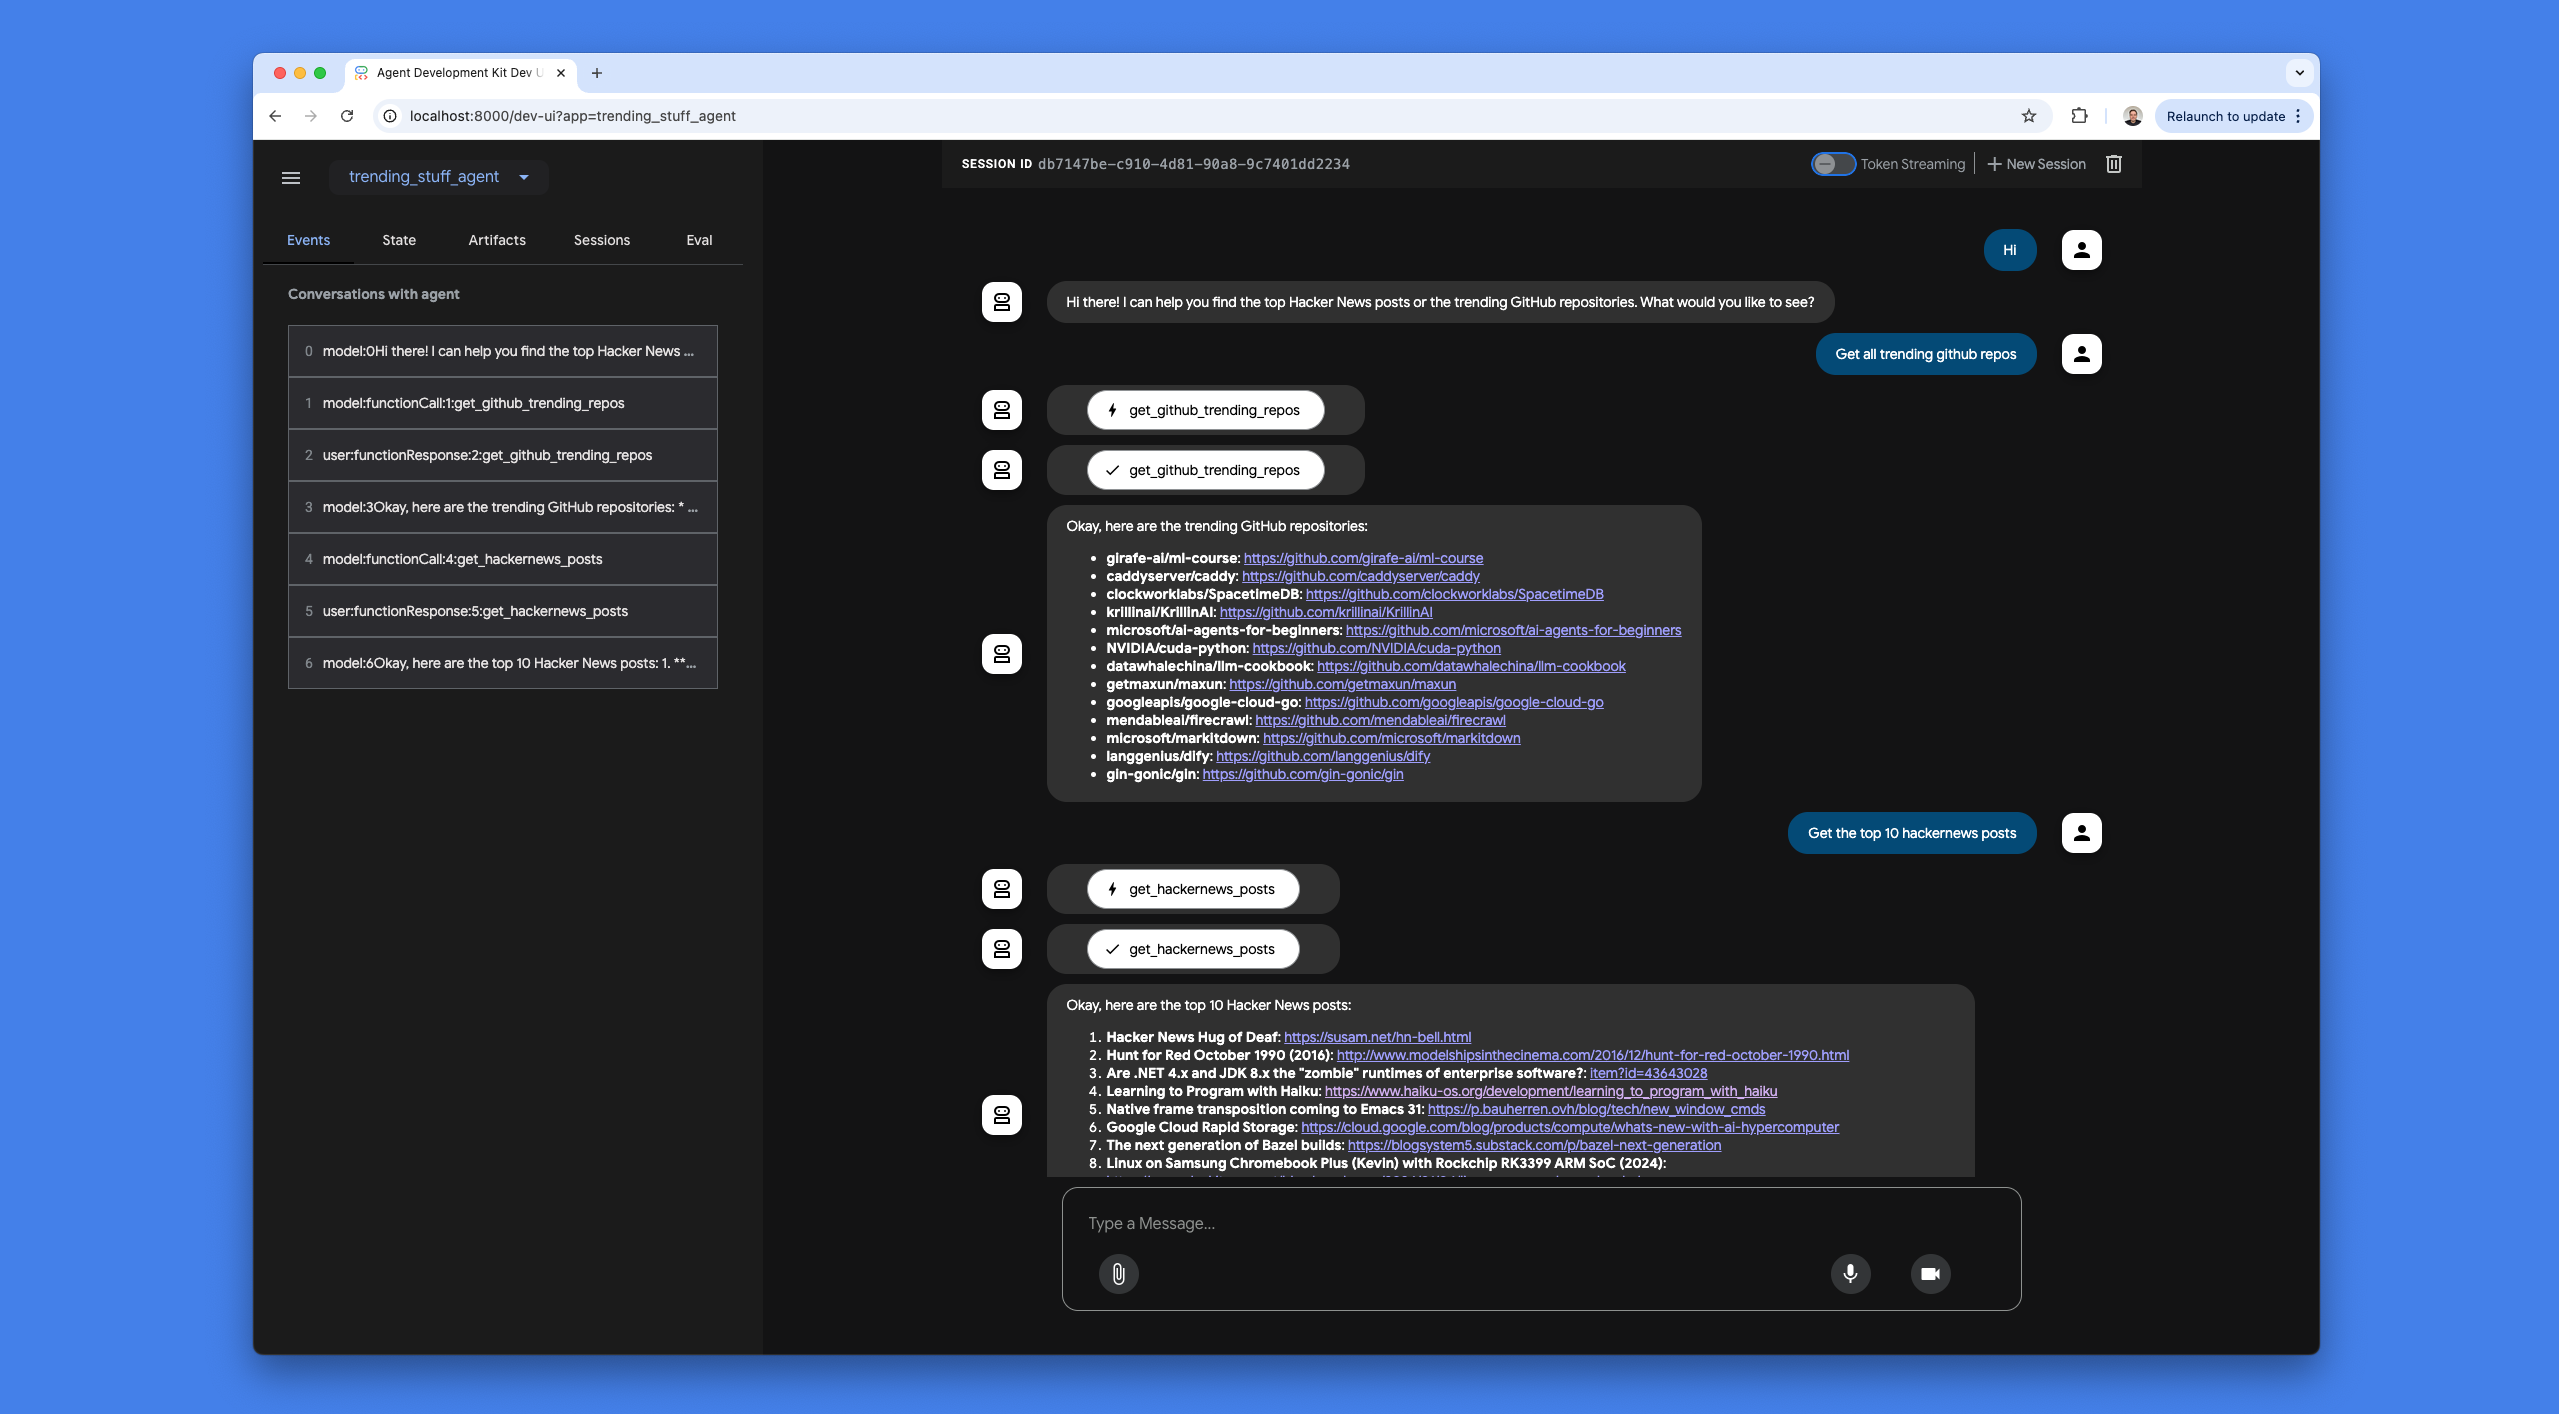 Agent Development Kit Dev U
localhost:8000/dev-ui?app=trending_stuff_agent
Relaunch to update
trending_stuff_agent
SESSION ID db7147be-c910-4d81-90a8-9c7401dd2234
Token Streaming
New Session
Events State Artifacts Sessions Eval
Conversations with agent
0 model:0Hi there! I can help you find the top Hacker News ...
1 model:functionCall:1:get_github_trending_repos
2 user:functionResponse:2:get_github_trending_repos
3 model:3Okay, here are the trending GitHub repositories: * ...
4 model:functionCall:4:get_hackernews_posts
5 user:functionResponse:5:get_hackernews_posts
6 model:6Okay, here are the top 10 Hacker News posts: 1. **...
Hi
Hi there! I can help you find the top Hacker News posts or the trending GitHub repositories. What would you like to see?
Get all trending github repos
get_github_trending_repos
get_github_trending_repos
Okay, here are the trending GitHub repositories:
• girafe-ai/ml-course: https://github.com/girafe-ai/ml-course
• caddyserver/caddy: https://github.com/caddyserver/caddy
• clockworklabs/SpacetimeDB: https://github.com/clockworklabs/SpacetimeDB
• krillinai/KrillinAI: https://github.com/krillinai/KrillinAI
• microsoft/ai-agents-for-beginners: https://github.com/microsoft/ai-agents-for-beginners
• NVIDIA/cuda-python: https://github.com/NVIDIA/cuda-python
• datawhalechina/llm-cookbook: https://github.com/datawhalechina/llm-cookbook
• getmaxun/maxun: https://github.com/getmaxun/maxun
• googleapis/google-cloud-go: https://github.com/googleapis/google-cloud-go
• mendableai/firecrawl: https://github.com/mendableai/firecrawl
• microsoft/markitdown: https://github.com/microsoft/markitdown
• langgenius/dify: https://github.com/langgenius/dify
• gin-gonic/gin: https://github.com/gin-gonic/gin
Get the top 10 hackernews posts
get_hackernews_posts
get_hackernews_posts
Okay, here are the top 10 Hacker News posts:
1. Hacker News Hug of Deaf: https://susam.net/hn-bell.html
2. Hunt for Red October 1990 (2016): http://www.modelshipsinthecinema.com/2016/12/hunt-for-red-october-1990.html
3. Are .NET 4.x and JDK 8.x the "zombie" runtimes of enterprise software?: item?id=43643028
4. Learning to Program with Haiku: https://www.haiku-os.org/development/learning_to_program_with_haiku
5. Native frame transposition coming to Emacs 31: https://p.bauherren.ovh/blog/tech/new_window_cmds
6. Google Cloud Rapid Storage: https://cloud.google.com/blog/products/compute/whats-new-with-ai-hypercomputer
7. The next generation of Bazel builds: https://blogsystem5.substack.com/p/bazel-next-generation
8. Linux on Samsung Chromebook Plus (Kevin) with Rockchip RK3399 ARM SoC (2024):
Type a Message...